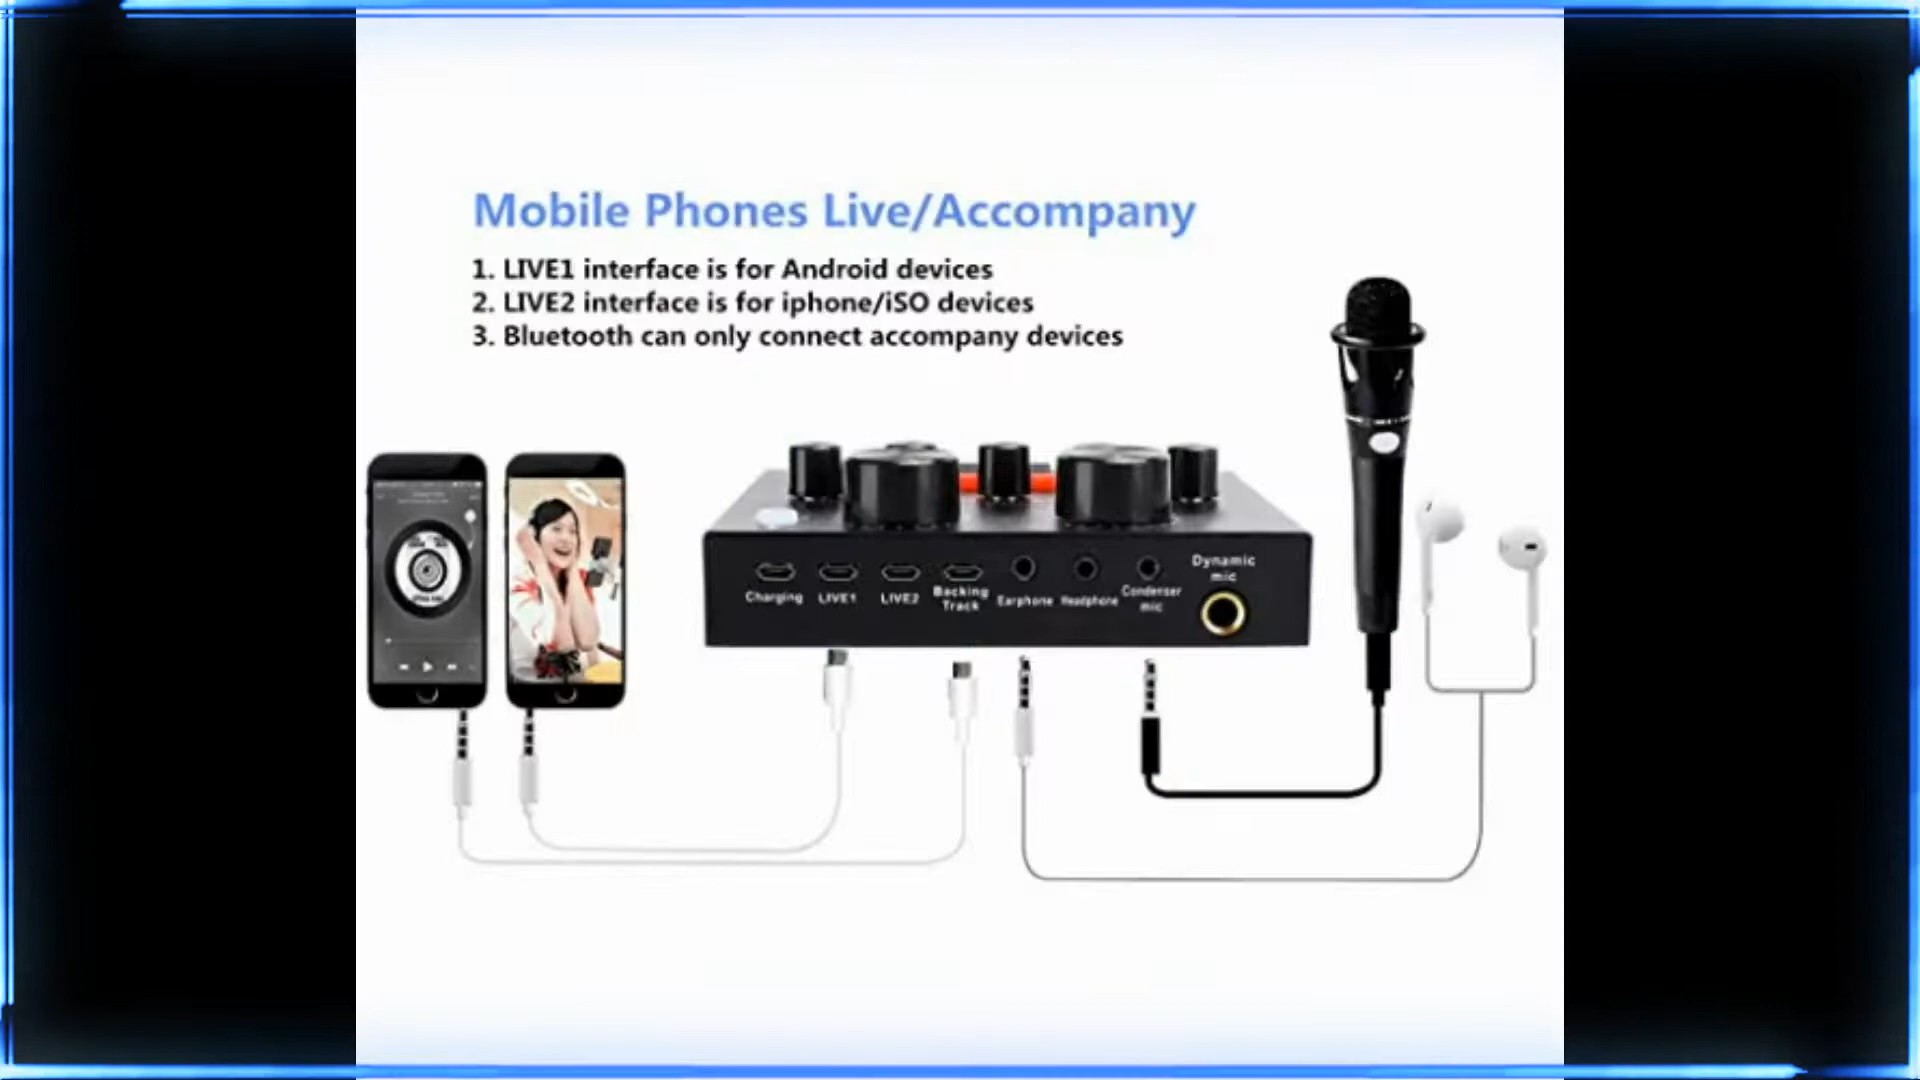 Mobile Phones Live/Accompany
1. LIVE1 interface is for Android devices
2. LIVE2 interface is for iphone/iSO devices
3. Bluetooth can only connect accompany devices
Charging
LIVE1
LIVE2
Backing
Track
Earphone
Headphone
Condenser
mic
Dynamic
mic